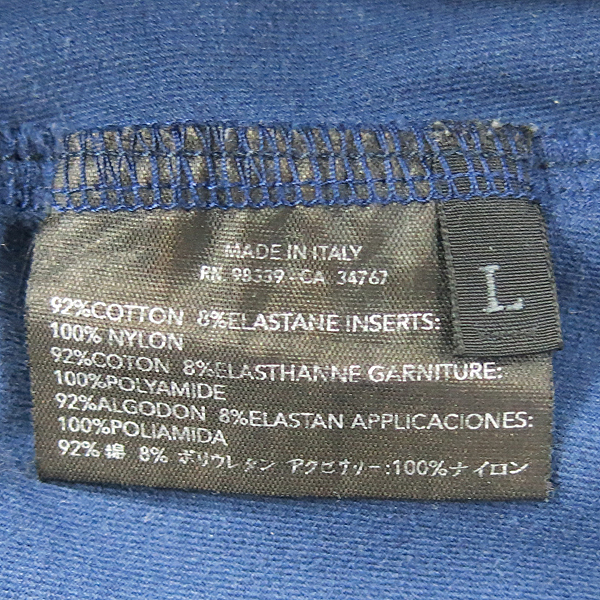 MADE IN ITALY
RN 98339 - CA 34767
L
92%COTTON 8%ELASTANE INSERTS:
100% NYLON
92%COTON 8%ELASTHANNE GARNITURE:
100%POLYAMIDE
92%ALGODON 8%ELASTAN APPLICACIONES:
100%POLIAMIDA
92% 綿 8% ポリウレタン アクセサリー:100%ナイロン